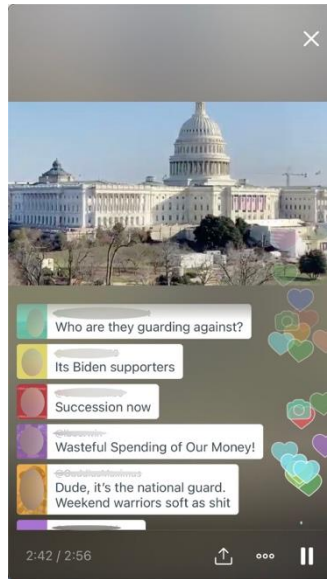 Who are they guarding against?
Its Biden supporters
Succession now
Wasteful Spending of Our Money!
Dude, it's the national guard.
Weekend warriors soft as shit
2:42 / 2:56